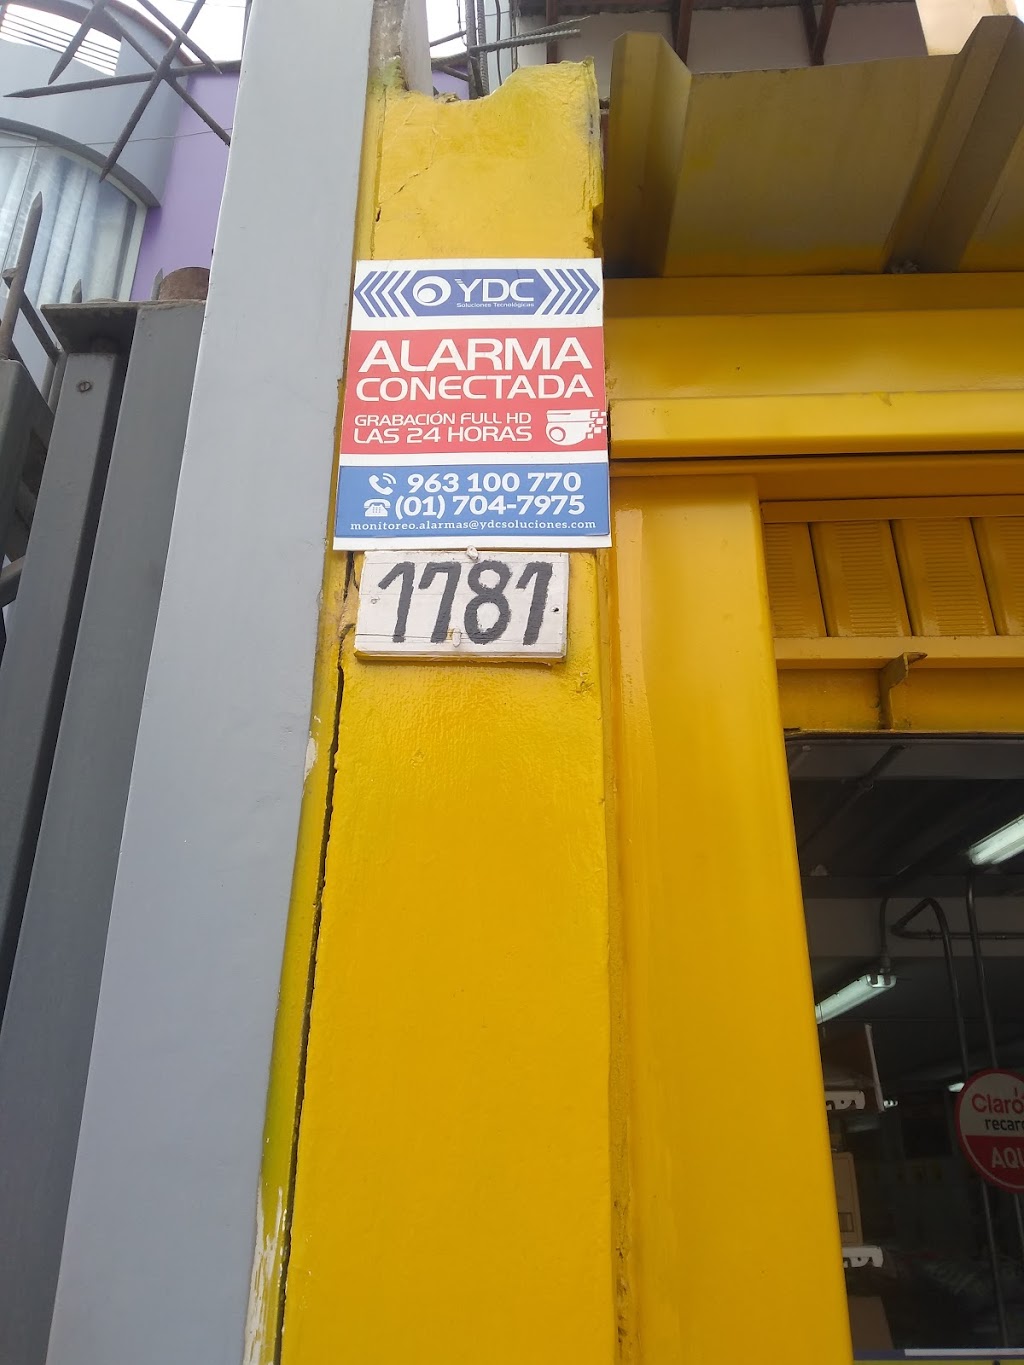 YDC
Soluciones Tecnológicas
ALARMA
CONECTADA
GRABACIÓN FULL HD
LAS 24 HORAS
963 100 770
(01) 704-7975
monitoreo.alarmas@ydcsoluciones.com
1781
Claro
recar
AQU